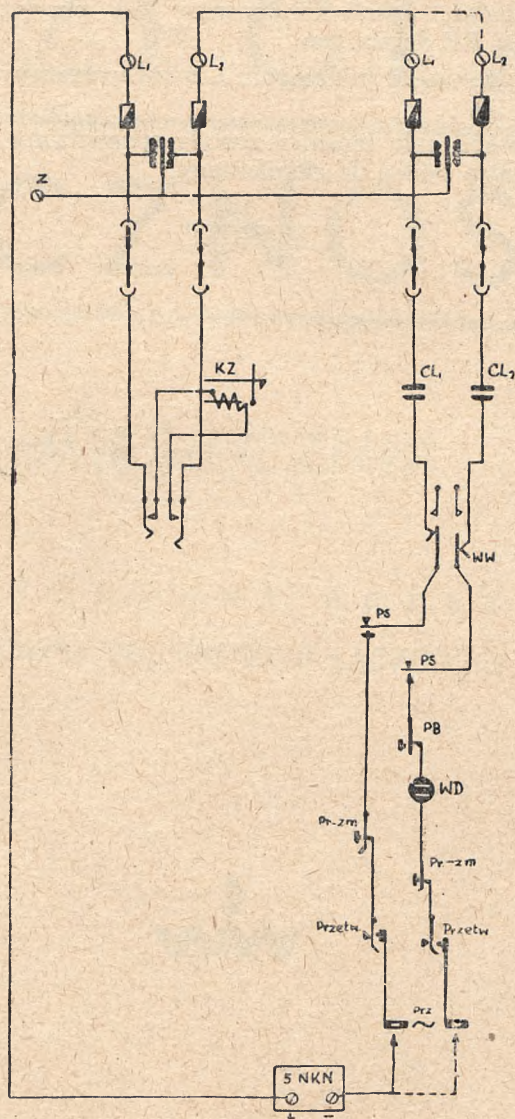 L₁ L₂ L₁ L₂
Z
KZ
CL₁ CL₂
WW
PS
PS
PB
WD
Pr-zm
Pr-zm
Przetw
Przetw
Prz
~
5 NKN
+ −